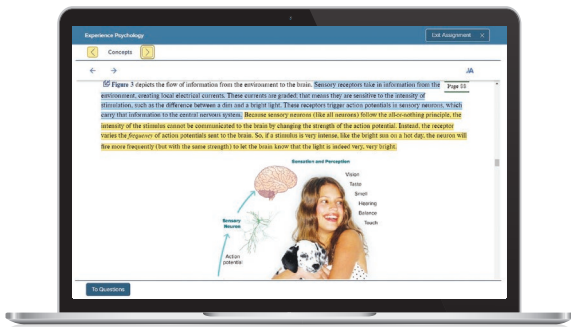 Experience Psychology
Exit Assignment X
< Concepts >
← → AA
Figure 3 depicts the flow of information from the environment to the brain. Sensory receptors take in information from the
Page 88
environment, creating local electrical currents. These currents are graded; that means they are sensitive to the intensity of
stimulation, such as the difference between a dim and a bright light. These receptors trigger action potentials in sensory neurons, which
carry that information to the central nervous system. Because sensory neurons (like all neurons) follow the all-or-nothing principle, the
intensity of the stimulus cannot be communicated to the brain by changing the strength of the action potential. Instead, the receptor
varies the frequency of action potentials sent to the brain. So, if a stimulus is very intense, like the bright sun on a hot day, the neuron will
fire more frequently (but with the same strength) to let the brain know that the light is indeed very, very bright.
Sensation and Perception
Vision
Taste
Smell
Hearing
Balance
Touch
Sensory
Neuron
Action
potential
To Questions